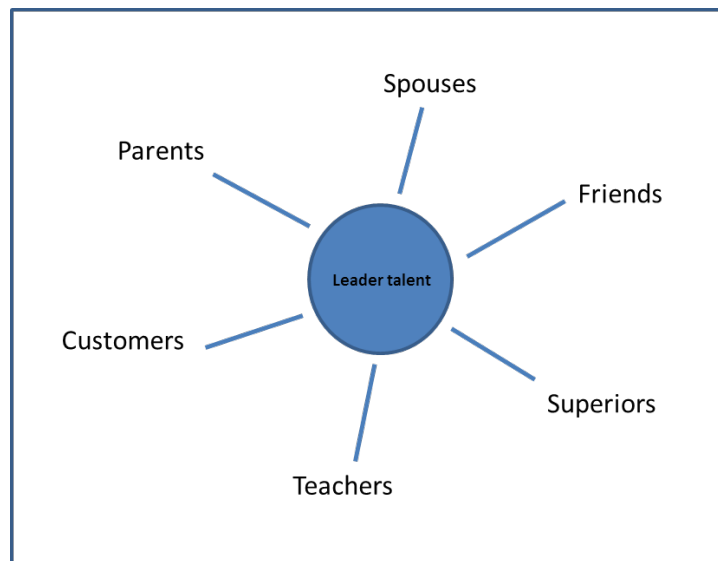 Spouses
Parents
Friends
Leader talent
Customers
Superiors
Teachers